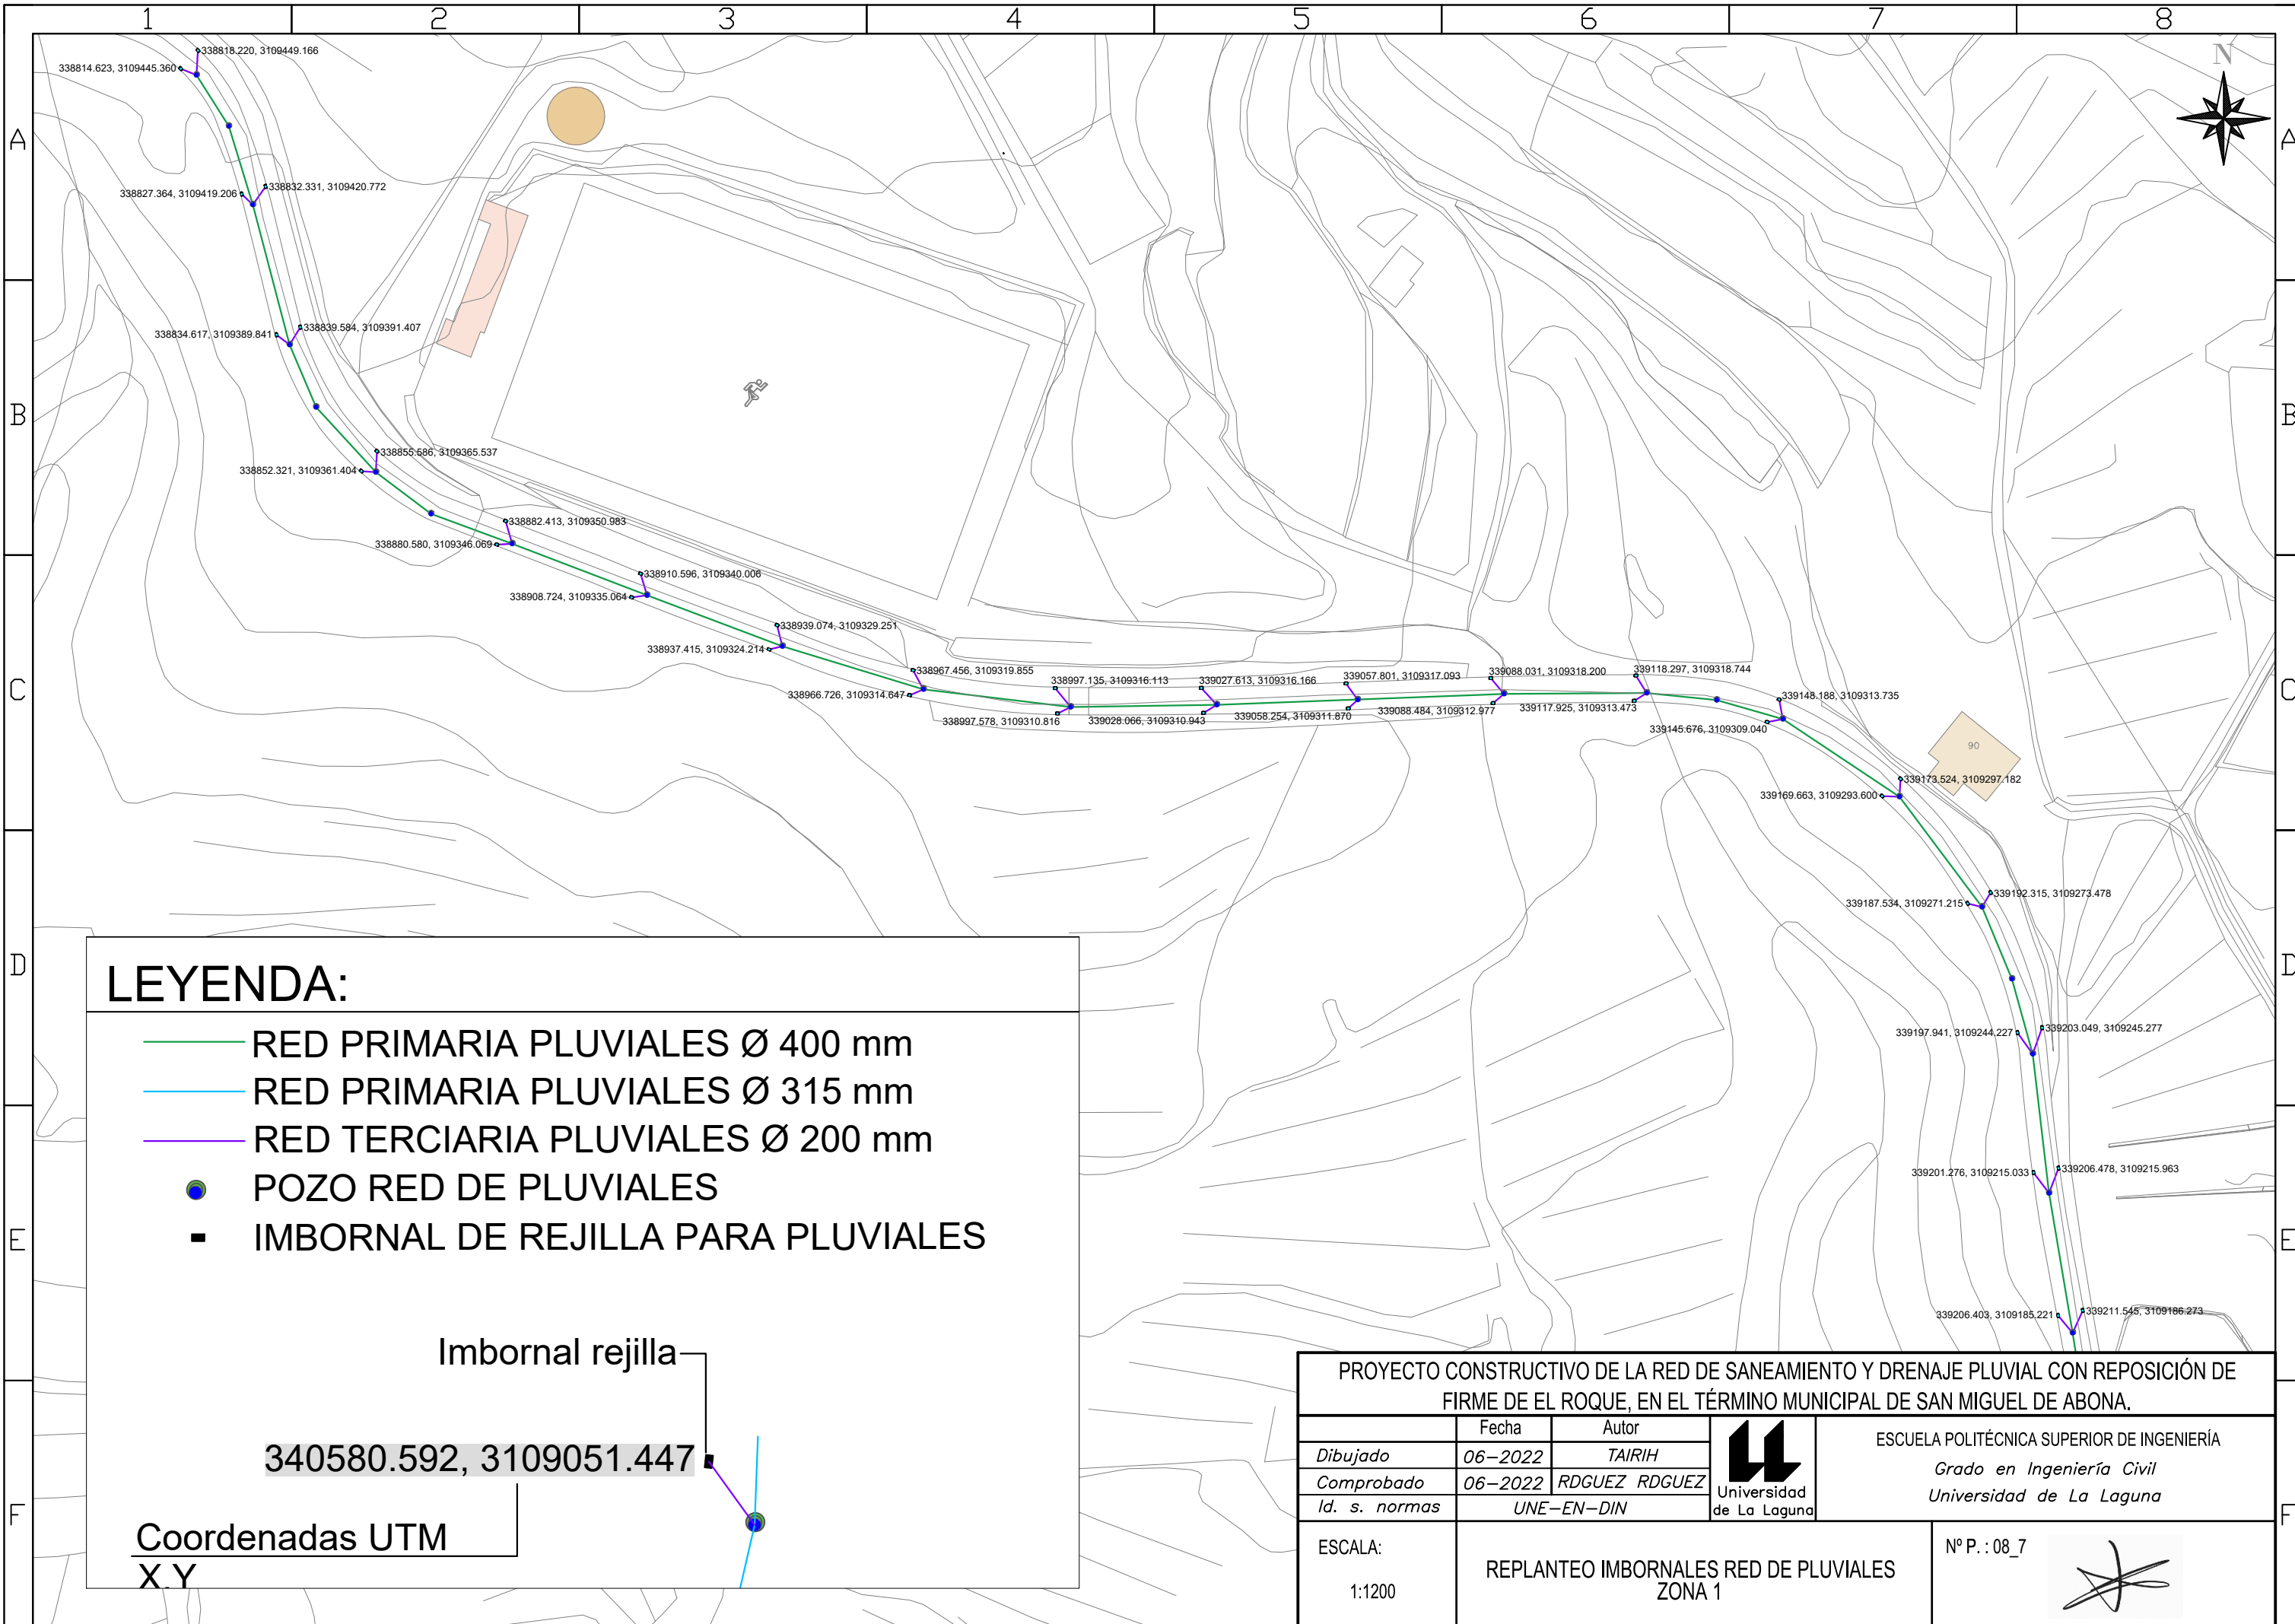 1 2 3 4 5 6 7 8
N
338818.220, 3109449.166
338814.623, 3109445.360
A A
338832.331, 3109420.772
338827.364, 3109419.206
338839.584, 3109391.407
338834.617, 3109389.841
B B
338855.586, 3109365.537
338852.321, 3109361.404
338882.413, 3109350.983
338880.580, 3109346.069
338910.596, 3109340.006
338908.724, 3109335.064
338939.074, 3109329.251
338937.415, 3109324.214
338967.456, 3109319.855
338966.726, 3109314.647
C C
338997.135, 3109316.113
338997.578, 3109310.816
339027.613, 3109316.166
339028.066, 3109310.943
339057.801, 3109317.093
339058.254, 3109311.870
339088.031, 3109318.200
339088.484, 3109312.977
339118.297, 3109318.744
339117.925, 3109313.473
339148.188, 3109313.735
339145.676, 3109309.040
90
339173.524, 3109297.182
339169.663, 3109293.600
339192.315, 3109273.478
339187.534, 3109271.215
D D
339203.049, 3109245.277
339197.941, 3109244.227
339206.478, 3109215.963
339201.276, 3109215.033
E E
339211.545, 3109186.273
339206.403, 3109185.221
F F
LEYENDA:
RED PRIMARIA PLUVIALES Ø 400 mm
RED PRIMARIA PLUVIALES Ø 315 mm
RED TERCIARIA PLUVIALES Ø 200 mm
POZO RED DE PLUVIALES
IMBORNAL DE REJILLA PARA PLUVIALES
Imbornal rejilla
340580.592, 3109051.447
Coordenadas UTM
X,Y
PROYECTO CONSTRUCTIVO DE LA RED DE SANEAMIENTO Y DRENAJE PLUVIAL CON REPOSICIÓN DE
FIRME DE EL ROQUE, EN EL TÉRMINO MUNICIPAL DE SAN MIGUEL DE ABONA.
Fecha Autor
Dibujado 06-2022 TAIRIH
Comprobado 06-2022 RDGUEZ RDGUEZ
Id. s. normas UNE-EN-DIN
Universidad
de La Laguna
ESCUELA POLITÉCNICA SUPERIOR DE INGENIERÍA
Grado en Ingeniería Civil
Universidad de La Laguna
ESCALA:
1:1200
REPLANTEO IMBORNALES RED DE PLUVIALES
ZONA 1
Nº P. : 08_7